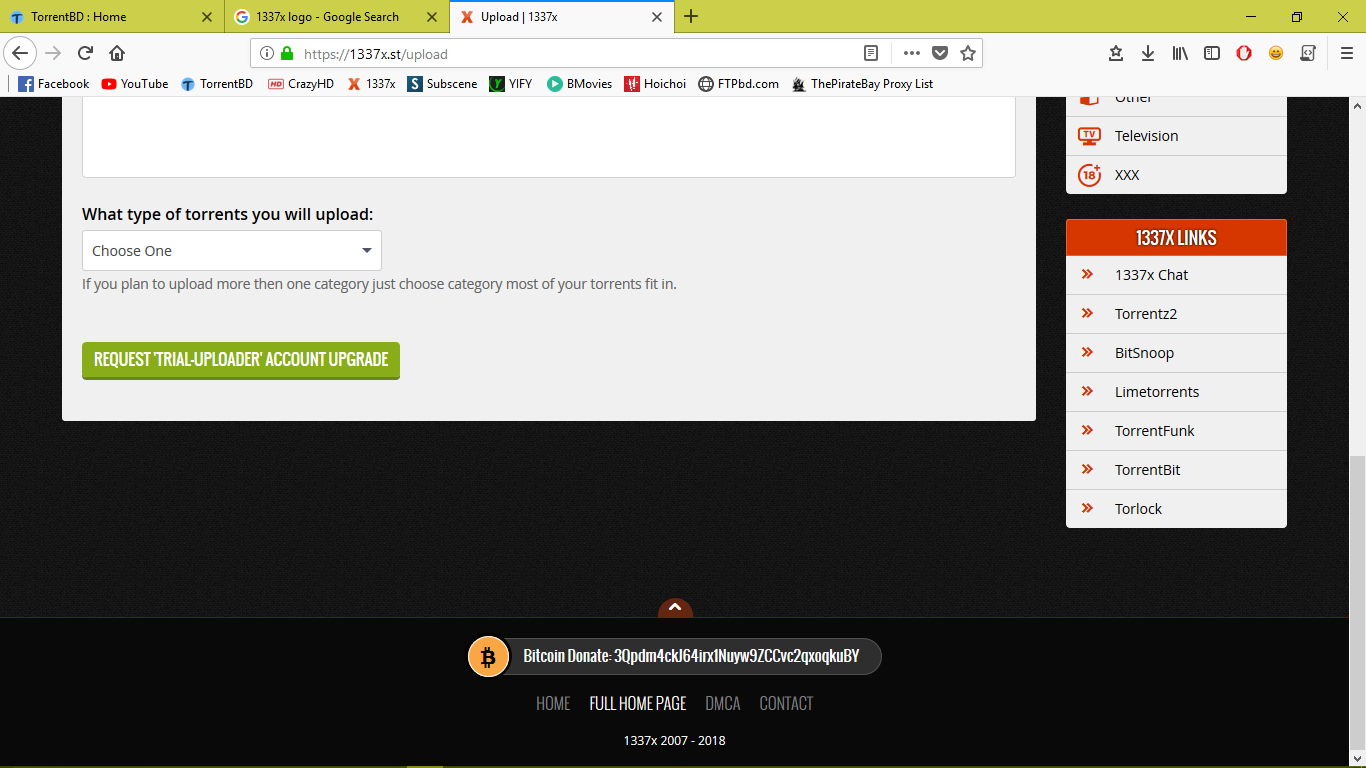 TorrentBD : Home
1337x logo - Google Search
Upload | 1337x
https://1337x.st/upload
Facebook YouTube TorrentBD CrazyHD 1337x Subscene YIFY BMovies Hoichoi FTPbd.com ThePirateBay Proxy List
Other
TV Television
18+ XXX
What type of torrents you will upload:
Choose One
If you plan to upload more then one category just choose category most of your torrents fit in.
REQUEST 'TRIAL-UPLOADER' ACCOUNT UPGRADE
1337X LINKS
1337x Chat
Torrentz2
BitSnoop
Limetorrents
TorrentFunk
TorrentBit
Torlock
Bitcoin Donate: 3Qpdm4ckJ64irx1Nuyw9ZCCvc2qxoqkuBY
HOME FULL HOME PAGE DMCA CONTACT
1337x 2007 - 2018